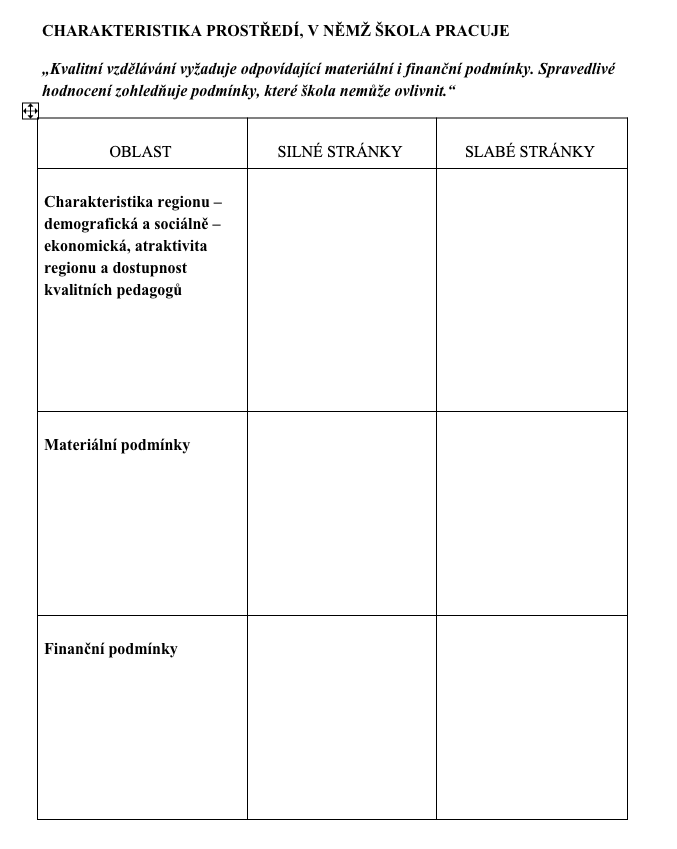 CHARAKTERISTIKA PROSTŘEDÍ, V NĚMŽ ŠKOLA PRACUJE
„Kvalitní vzdělávání vyžaduje odpovídající materiální i finanční podmínky. Spravedlivé
hodnocení zohledňuje podmínky, které škola nemůže ovlivnit.“
OBLAST SILNÉ STRÁNKY SLABÉ STRÁNKY
Charakteristika regionu –
demografická a sociálně –
ekonomická, atraktivita
regionu a dostupnost
kvalitních pedagogů
Materiální podmínky
Finanční podmínky